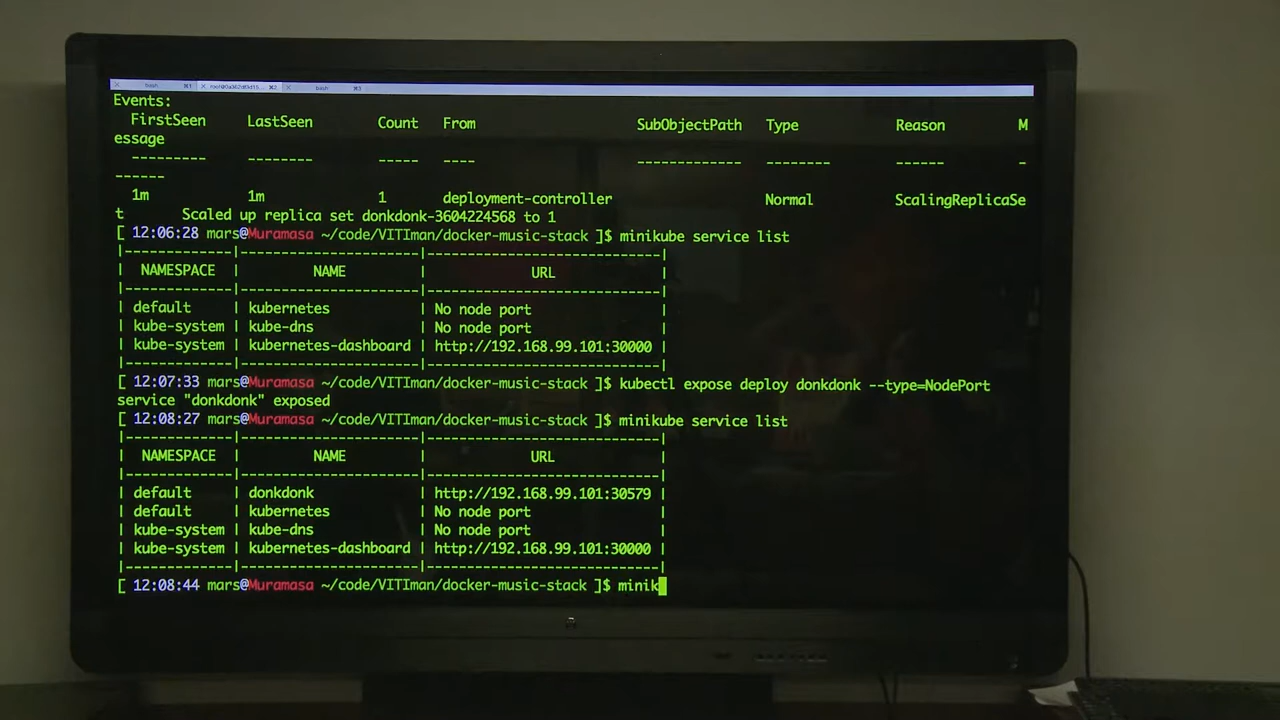 bash ⌘1 ⌘2 bash ⌘3
Events:
FirstSeen LastSeen Count From SubObjectPath Type Reason M
essage
--------- -------- ----- ---- ------------- -------- ------ -
------
1m 1m 1 deployment-controller Normal ScalingReplicaSe
t Scaled up replica set donkdonk-3604224568 to 1
[ 12:06:28 mars@Muramasa ~/code/VITIman/docker-music-stack ]$ minikube service list
|-------------|----------------------|-----------------------------|
| NAMESPACE | NAME | URL |
|-------------|----------------------|-----------------------------|
| default | kubernetes | No node port |
| kube-system | kube-dns | No node port |
| kube-system | kubernetes-dashboard | http://192.168.99.101:30000 |
|-------------|----------------------|-----------------------------|
[ 12:07:33 mars@Muramasa ~/code/VITIman/docker-music-stack ]$ kubectl expose deploy donkdonk --type=NodePort
service "donkdonk" exposed
[ 12:08:27 mars@Muramasa ~/code/VITIman/docker-music-stack ]$ minikube service list
|-------------|----------------------|-----------------------------|
| NAMESPACE | NAME | URL |
|-------------|----------------------|-----------------------------|
| default | donkdonk | http://192.168.99.101:30579 |
| default | kubernetes | No node port |
| kube-system | kube-dns | No node port |
| kube-system | kubernetes-dashboard | http://192.168.99.101:30000 |
|-------------|----------------------|-----------------------------|
[ 12:08:44 mars@Muramasa ~/code/VITIman/docker-music-stack ]$ minik